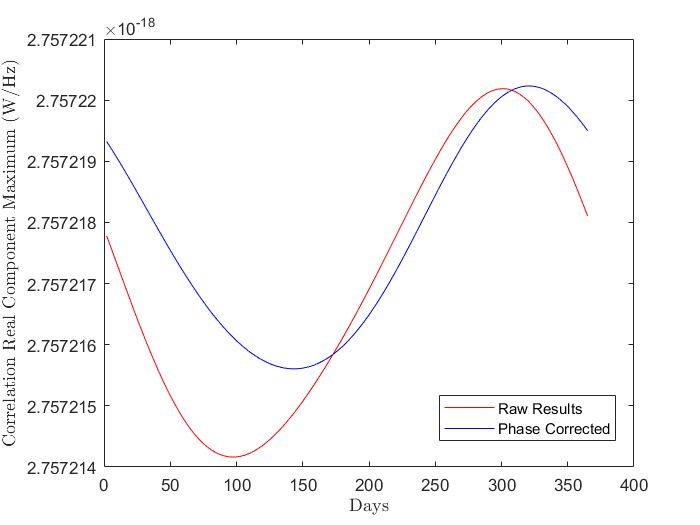 ×10^-18
2.757221
2.75722
2.757219
2.757218
2.757217
2.757216
2.757215
2.757214
Correlation Real Component Maximum (W/Hz)
Raw Results
Phase Corrected
0 50 100 150 200 250 300 350 400
Days